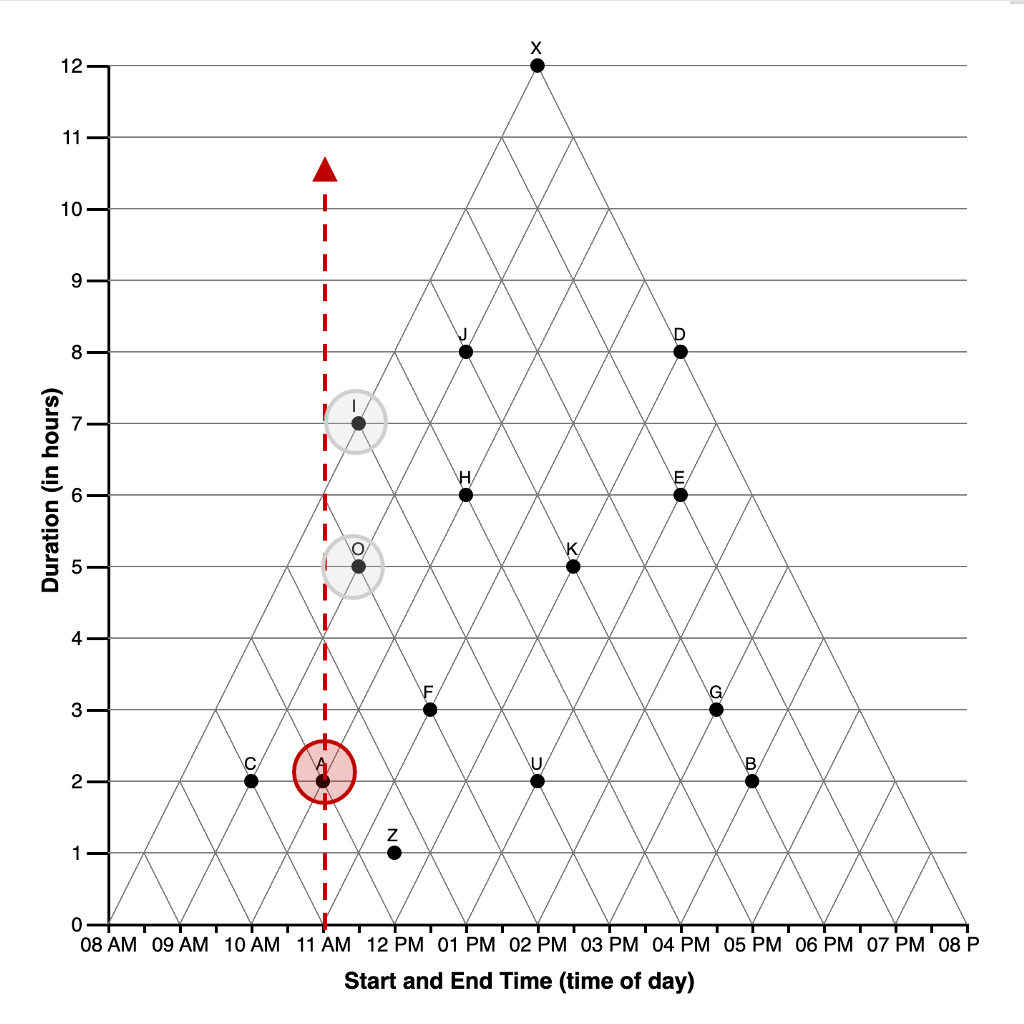 X
12
11
10
9
J
D
8
I
7
H
E
6
O
K
5
4
F
G
3
C
A
U
B
2
Z
1
0
08 AM 09 AM 10 AM 11 AM 12 PM 01 PM 02 PM 03 PM 04 PM 05 PM 06 PM 07 PM 08 P
Start and End Time (time of day)
Duration (in hours)